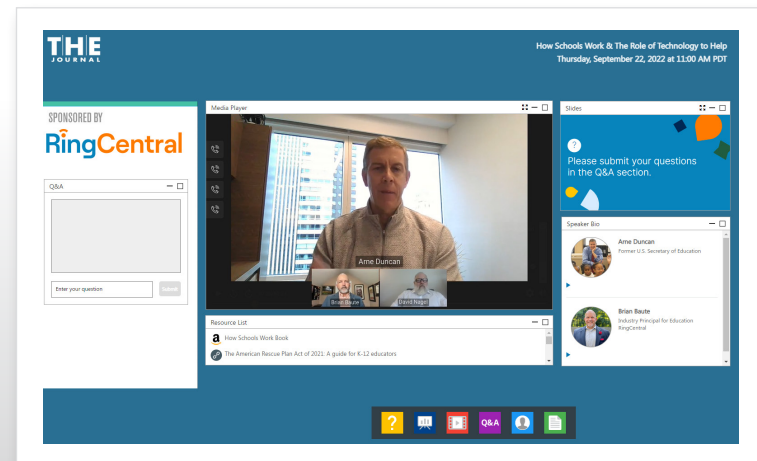 THE
JOURNAL
How Schools Work & The Role of Technology to Help
Thursday, September 22, 2022 at 11:00 AM PDT
SPONSORED BY
RingCentral
Q&A
Enter your question
Submit
Media Player
Arne Duncan
Brian Baute
David Nagel
Resource List
How Schools Work Book
The American Rescue Plan Act of 2021: A guide for K-12 educators
Slides
?
Please submit your questions
in the Q&A section.
Speaker Bio
Arne Duncan
Former U.S. Secretary of Education
Brian Baute
Industry Principal for Education
RingCentral
?
Q&A